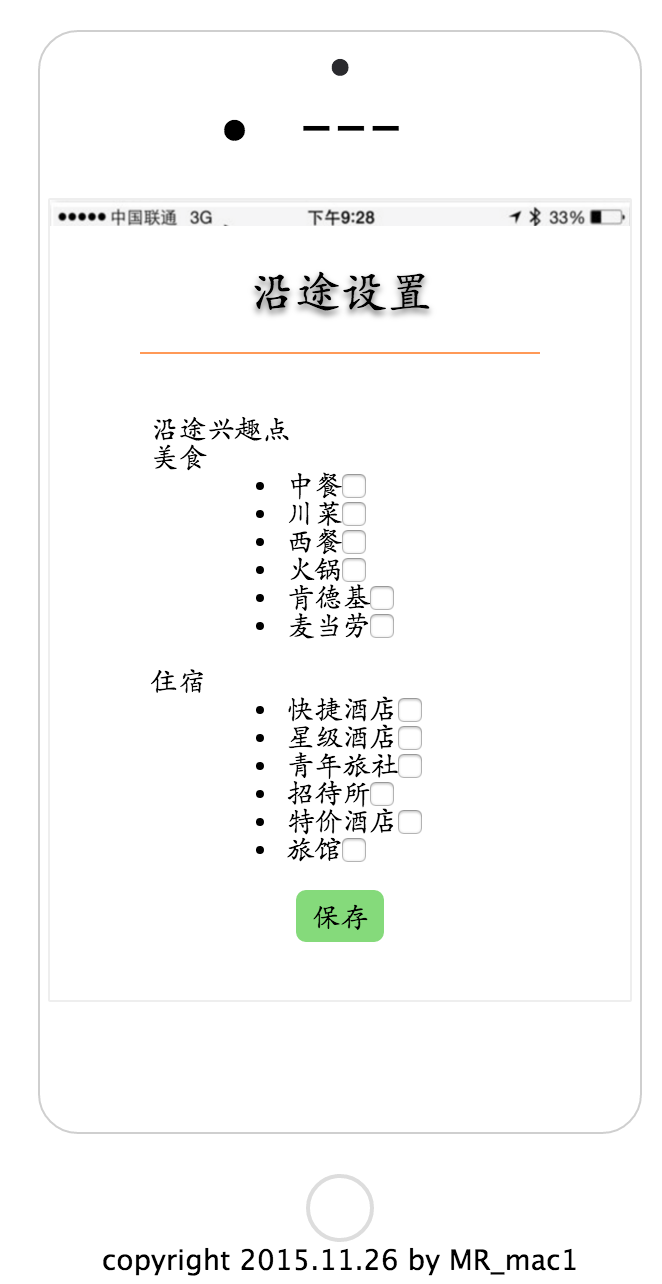 中国联通 3G 下午9:28 33%
沿途设置
沿途兴趣点
美食
中餐
川菜
西餐
火锅
肯德基
麦当劳
住宿
快捷酒店
星级酒店
青年旅社
招待所
特价酒店
旅馆
保存
copyright 2015.11.26 by MR_mac1